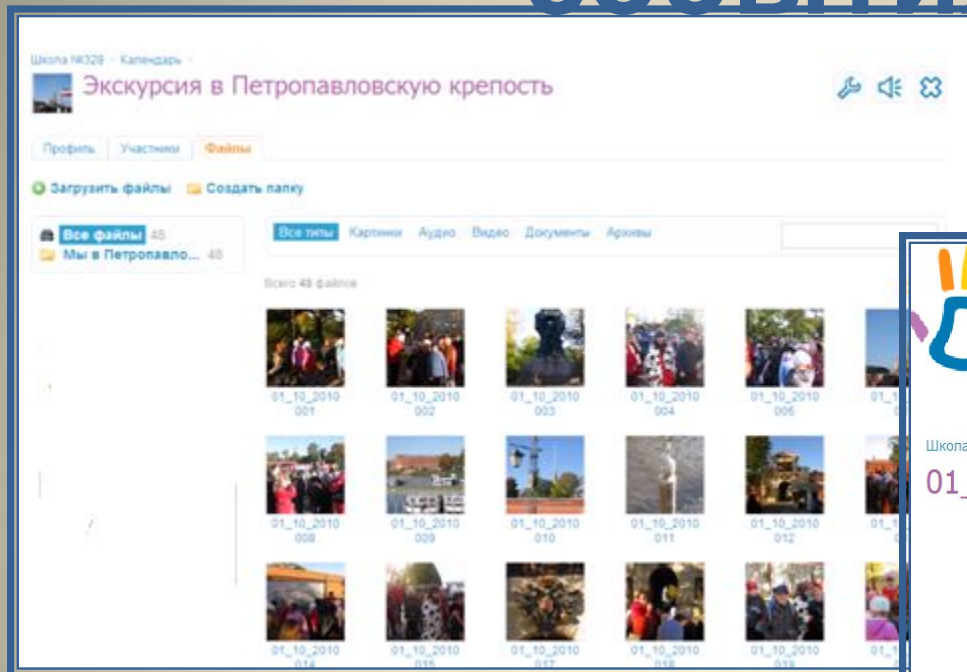 Школа №328 - Календарь -
Экскурсия в Петропавловскую крепость
Профиль Участники Файлы
Загрузить файлы Создать папку
Все файлы 48
Мы в Петропавло... 48
Все типы Картинки Аудио Видео Документы Архивы
Всего 48 файлов
01_10_2010 001
01_10_2010 002
01_10_2010 003
01_10_2010 004
01_10_2010 006
01_1
01_10_2010 008
01_10_2010 009
01_10_2010 010
01_10_2010 011
01_10_2010 012
01_1
01_10_2010 014
01_10_2010 015
01_10_2010 017
01_10_2010 018
01_10_2010 019
01_1
Школа
01_